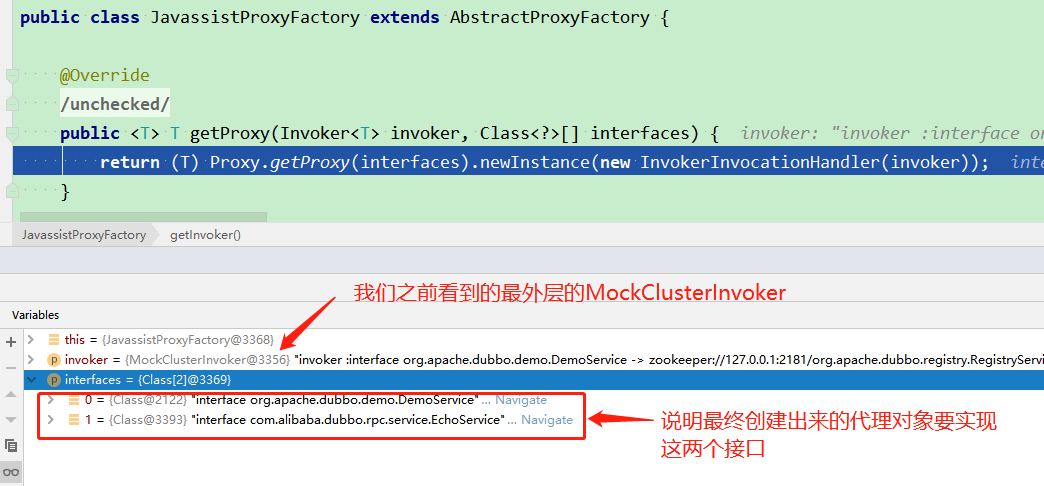 public class JavassistProxyFactory extends AbstractProxyFactory {
@Override
/unchecked/
public <T> T getProxy(Invoker<T> invoker, Class<?>[] interfaces) { invoker: "invoker :interface or
return (T) Proxy.getProxy(interfaces).newInstance(new InvokerInvocationHandler(invoker)); inte
}
JavassistProxyFactory getInvoker()
我们之前看到的最外层的MockClusterInvoker
Variables
this = {JavassistProxyFactory@3368}
invoker = {MockClusterInvoker@3356} "invoker :interface org.apache.dubbo.demo.DemoService -> zookeeper://127.0.0.1:2181/org.apache.dubbo.registry.RegistryServi
interfaces = {Class[2]@3369}
0 = {Class@2122} "interface org.apache.dubbo.demo.DemoService" ... Navigate
1 = {Class@3393} "interface com.alibaba.dubbo.rpc.service.EchoService" ... Navigate
说明最终创建出来的代理对象要实现
这两个接口